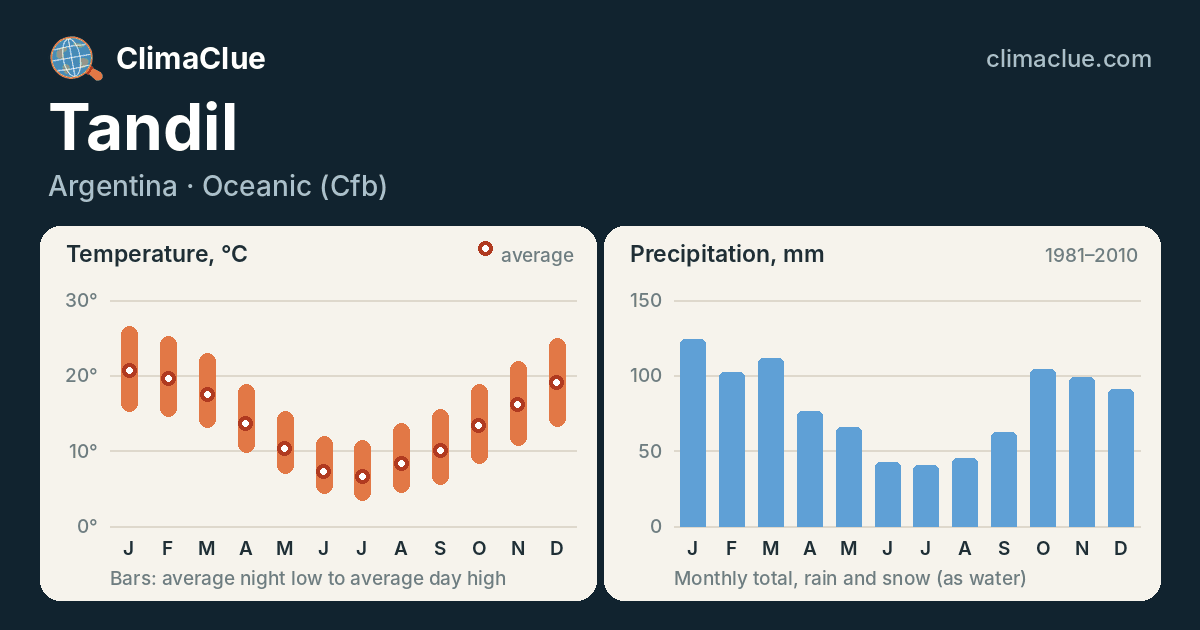 ClimaClue
climaclue.com
Tandil
Argentina · Oceanic (Cfb)
Temperature, °C
average
30°
20°
10°
0°
J F M A M J J A S O N D
Bars: average night low to average day high
Precipitation, mm
1981–2010
150
100
50
0
J F M A M J J A S O N D
Monthly total, rain and snow (as water)